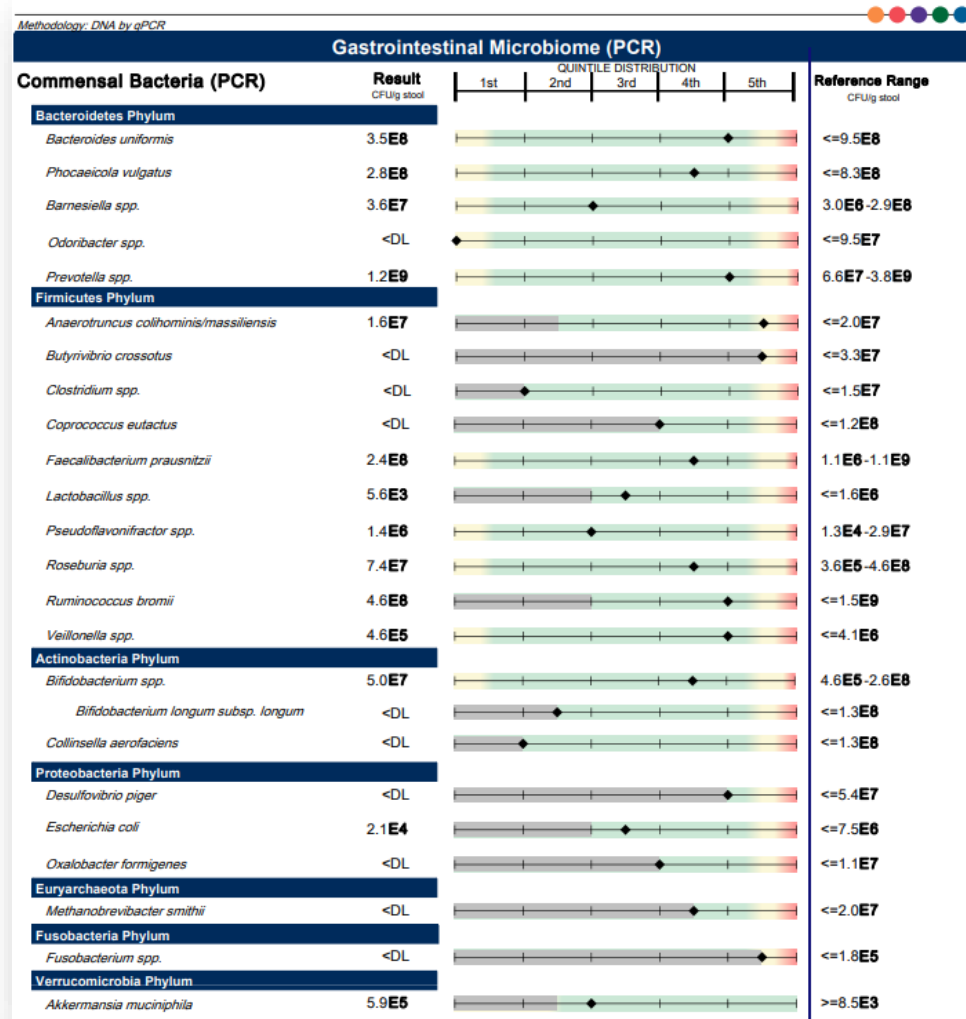 Methodology: DNA by qPCR
Gastrointestinal Microbiome (PCR)
Commensal Bacteria (PCR) Result CFU/g stool QUINTILE DISTRIBUTION 1st 2nd 3rd 4th 5th Reference Range CFU/g stool
Bacteroidetes Phylum
Bacteroides uniformis 3.5E8 <=9.5E8
Phocaeicola vulgatus 2.8E8 <=8.3E8
Barnesiella spp. 3.6E7 3.0E6-2.9E8
Odoribacter spp. <DL <=9.5E7
Prevotella spp. 1.2E9 6.6E7-3.8E9
Firmicutes Phylum
Anaerotruncus colihominis/massiliensis 1.6E7 <=2.0E7
Butyrivibrio crossotus <DL <=3.3E7
Clostridium spp. <DL <=1.5E7
Coprococcus eutactus <DL <=1.2E8
Faecalibacterium prausnitzii 2.4E8 1.1E6-1.1E9
Lactobacillus spp. 5.6E3 <=1.6E6
Pseudoflavonifractor spp. 1.4E6 1.3E4-2.9E7
Roseburia spp. 7.4E7 3.6E5-4.6E8
Ruminococcus bromii 4.6E8 <=1.5E9
Veillonella spp. 4.6E5 <=4.1E6
Actinobacteria Phylum
Bifidobacterium spp. 5.0E7 4.6E5-2.6E8
Bifidobacterium longum subsp. longum <DL <=1.3E8
Collinsella aerofaciens <DL <=1.3E8
Proteobacteria Phylum
Desulfovibrio piger <DL <=5.4E7
Escherichia coli 2.1E4 <=7.5E6
Oxalobacter formigenes <DL <=1.1E7
Euryarchaeota Phylum
Methanobrevibacter smithii <DL <=2.0E7
Fusobacteria Phylum
Fusobacterium spp. <DL <=1.8E5
Verrucomicrobia Phylum
Akkermansia muciniphila 5.9E5 >=8.5E3